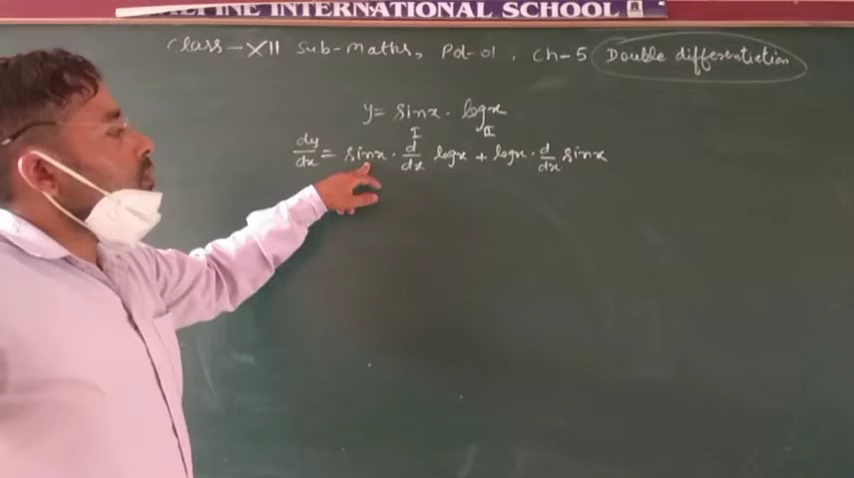 INTERNATIONAL SCHOOL
Class-XII Sub-Maths, Pd-01, Ch-5 Double differentiation
y= sinx. logx
I II
dy/dx = sinx. d/dx logx + logx. d/dx sinx